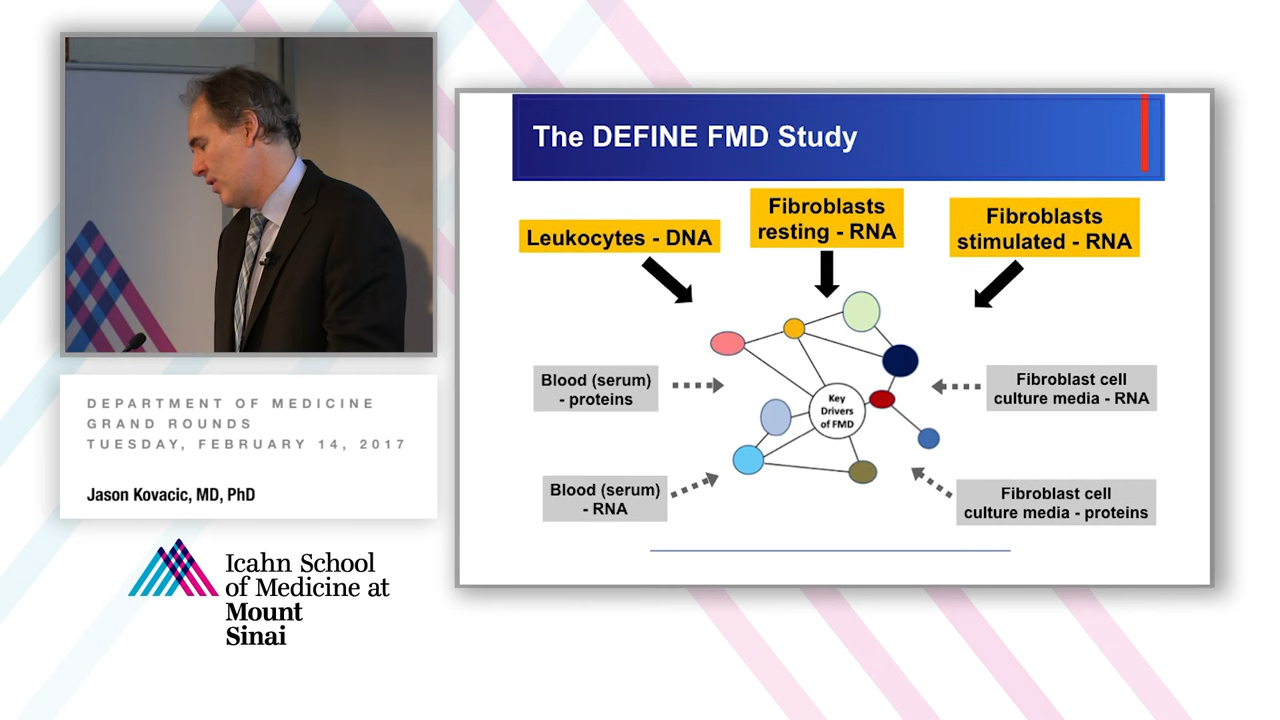 The DEFINE FMD Study
Leukocytes - DNA
Fibroblasts
resting - RNA
Fibroblasts
stimulated - RNA
Blood (serum)
- proteins
Key
Drivers
of FMD
Fibroblast cell
culture media - RNA
Blood (serum)
- RNA
Fibroblast cell
culture media - proteins
DEPARTMENT OF MEDICINE
GRAND ROUNDS
TUESDAY, FEBRUARY 14, 2017
Jason Kovacic, MD, PhD
Icahn School
of Medicine at
Mount
Sinai